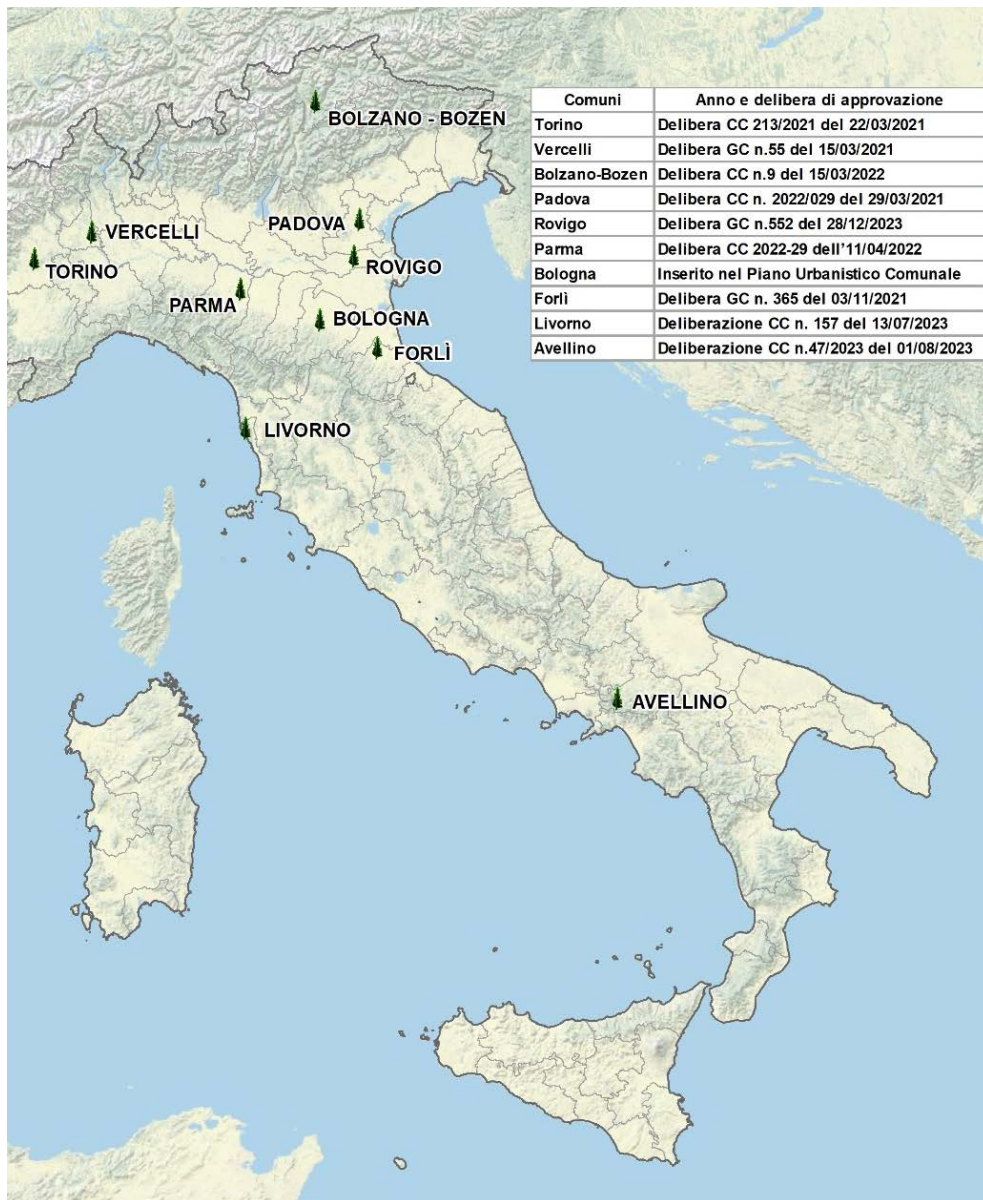 BOLZANO - BOZEN
Comuni Anno e delibera di approvazione
Torino Delibera CC 213/2021 del 22/03/2021
Vercelli Delibera GC n.55 del 15/03/2021
Bolzano-Bozen Delibera CC n.9 del 15/03/2022
Padova Delibera CC n. 2022/029 del 29/03/2021
Rovigo Delibera GC n.552 del 28/12/2023
Parma Delibera CC 2022-29 dell'11/04/2022
Bologna Inserito nel Piano Urbanistico Comunale
Forlì Delibera GC n. 365 del 03/11/2021
Livorno Deliberazione CC n. 157 del 13/07/2023
Avellino Deliberazione CC n.47/2023 del 01/08/2023
PADOVA
VERCELLI
TORINO
ROVIGO
PARMA
BOLOGNA
FORLÌ
LIVORNO
AVELLINO